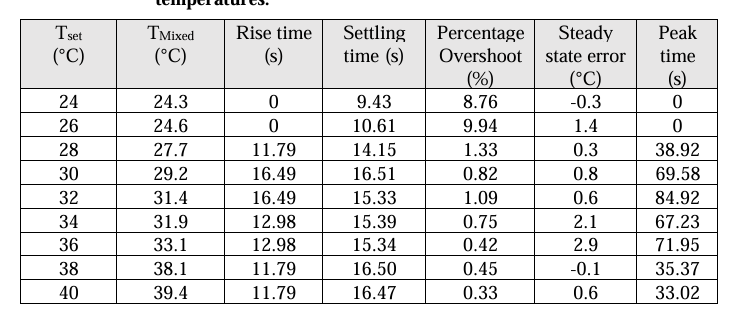 temperatures.
Tset TMixed Rise time Settling Percentage Steady Peak
(°C) (°C) (s) time (s) Overshoot state error time
(%) (°C) (s)
24 24.3 0 9.43 8.76 -0.3 0
26 24.6 0 10.61 9.94 1.4 0
28 27.7 11.79 14.15 1.33 0.3 38.92
30 29.2 16.49 16.51 0.82 0.8 69.58
32 31.4 16.49 15.33 1.09 0.6 84.92
34 31.9 12.98 15.39 0.75 2.1 67.23
36 33.1 12.98 15.34 0.42 2.9 71.95
38 38.1 11.79 16.50 0.45 -0.1 35.37
40 39.4 11.79 16.47 0.33 0.6 33.02